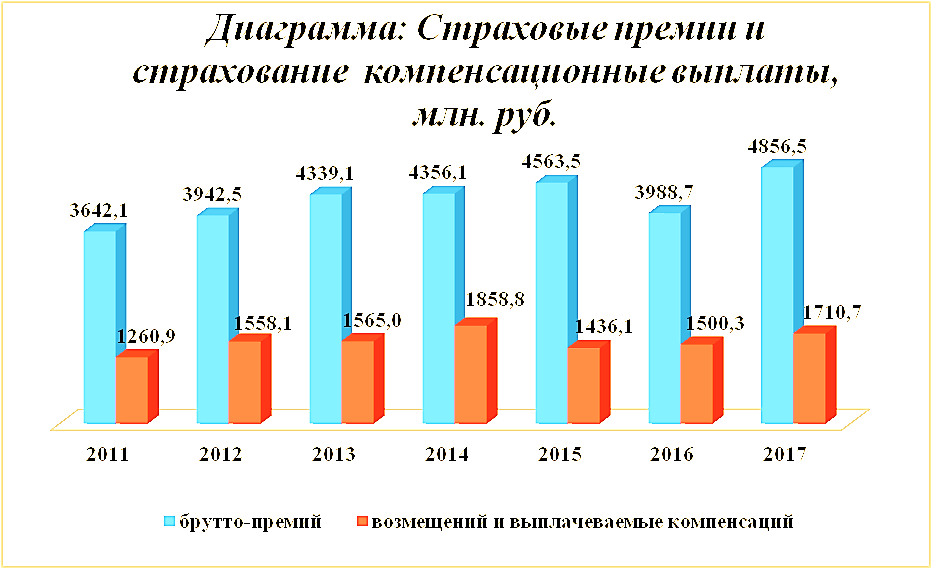 Диаграмма: Страховые премии и
страхование компенсационные выплаты,
млн. руб.
3642,1
3942,5
4339,1
4356,1
4563,5
3988,7
4856,5
1260,9
1558,1
1565,0
1858,8
1436,1
1500,3
1710,7
2011 2012 2013 2014 2015 2016 2017
брутто-премий возмещений и выплачеваемые компенсаций